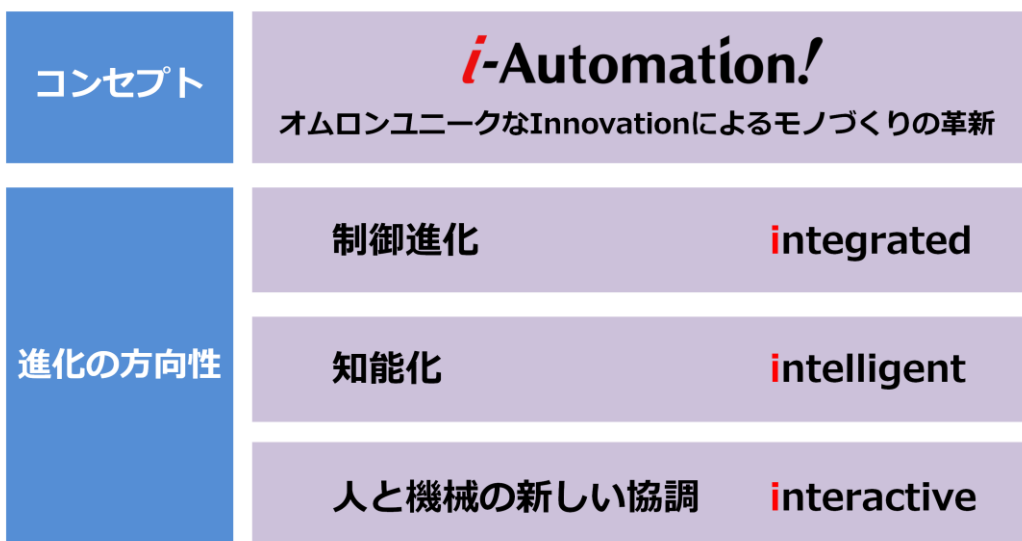 コンセプト
i-Automation!
オムロンユニークなInnovationによるモノづくりの革新
進化の方向性
制御進化 integrated
知能化 intelligent
人と機械の新しい協調 interactive